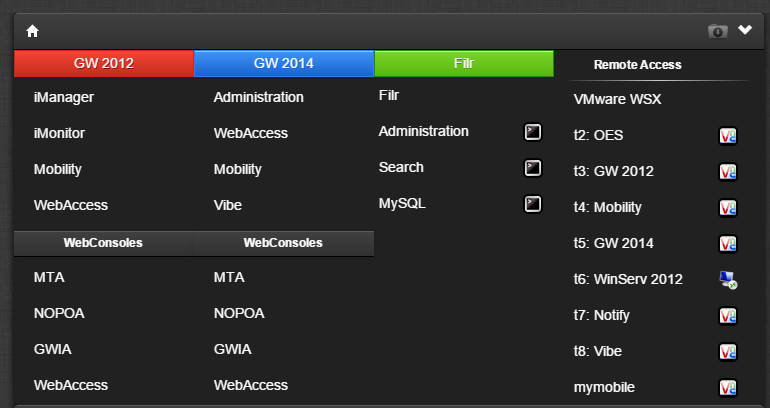 GW 2012
iManager
iMonitor
Mobility
WebAccess
WebConsoles
MTA
NOPOA
GWIA
WebAccess
GW 2014
Administration
WebAccess
Mobility
Vibe
WebConsoles
MTA
NOPOA
GWIA
WebAccess
Filr
Filr
Administration
Search
MySQL
Remote Access
VMware WSX
t2: OES
t3: GW 2012
t4: Mobility
t5: GW 2014
t6: WinServ 2012
t7: Notify
t8: Vibe
mymobile